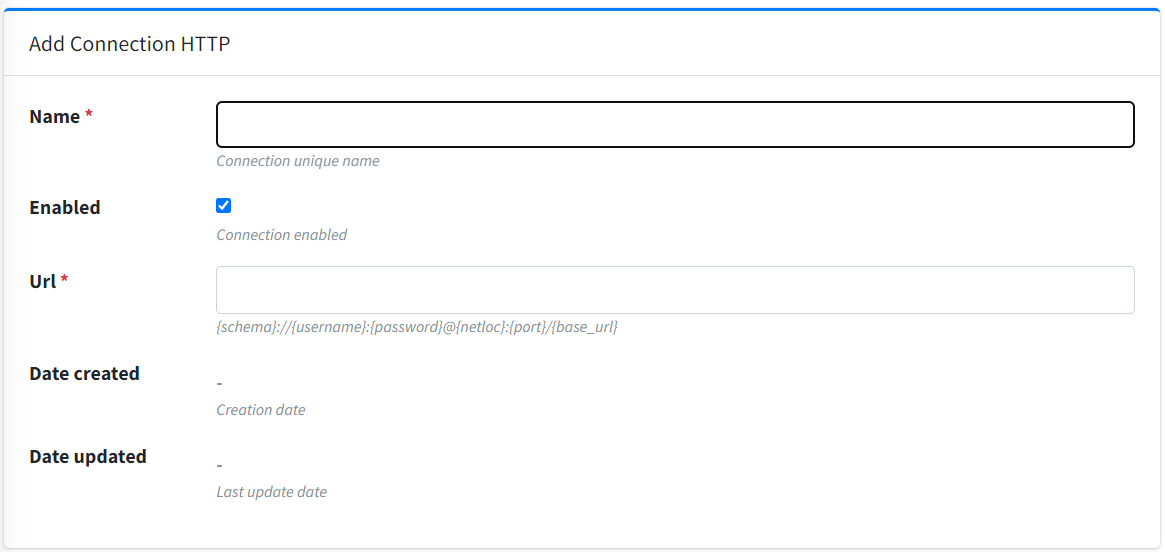 Add Connection HTTP
Name *
Connection unique name
Enabled
Connection enabled
Url *
{schema}://{username}:{password}@{netloc}:{port}/{base_url}
Date created
-
Creation date
Date updated
-
Last update date